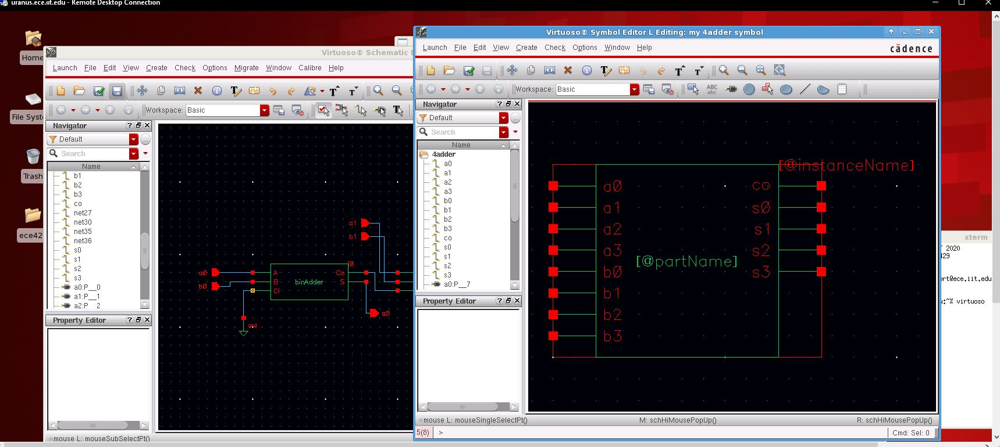 uranus.ece.iit.edu - Remote Desktop Connection
Home
File Syst
Trash
ece42
Virtuoso® Schematic E
Launch File Edit View Create Check Options Migrate Window Calibre Help
Workspace: Basic
Navigator
Default
Search
Name
b1
b2
b3
co
net27
net30
net35
net36
s0
s1
s2
s3
a0:P__0
a1:P__1
a2:P__2
Property Editor
mouse L: mouseSubSelectPt()
a1
b1
a0
b0
A
B
Ci
binAdder
Co
S
gnd
s0
Virtuoso® Symbol Editor L Editing: my 4adder symbol
Launch File Edit View Create Check Options Window Help
cādence
Workspace: Basic
ABC
abc
Navigator
Default
Search
Name
4adder
a0
a1
a2
a3
b0
b1
b2
b3
co
s0
s1
s2
s3
a0:P__7
Property Editor
[@instanceName]
a0 co
a1 s0
a2 s1
a3 s2
[@partName]
b0 s3
b1
b2
b3
mouse L: mouseSingleSelectPt() M: schHiMousePopUp() R: schHiMousePopUp()
5(8) > Cmd: Sel: 0
xterm
2020
429
ort@ece.iit.edu
u:~% virtuoso